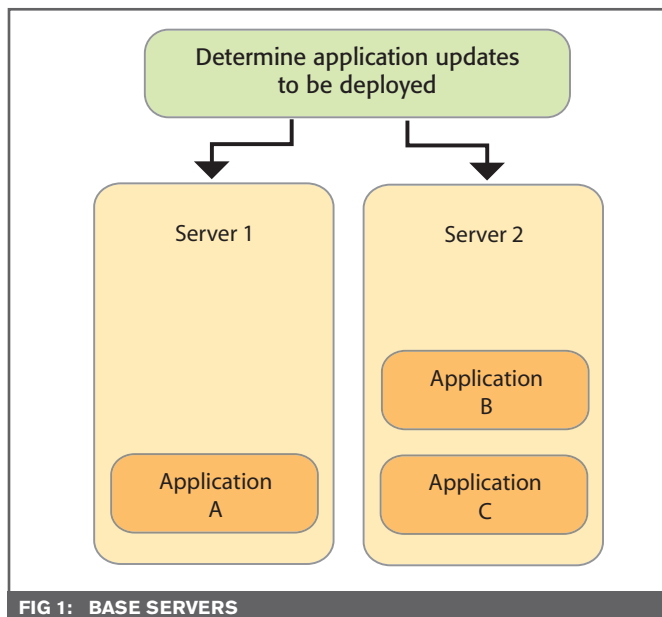 Determine application updates
to be deployed
Server 1
Application
A
Server 2
Application
B
Application
C
FIG 1: BASE SERVERS